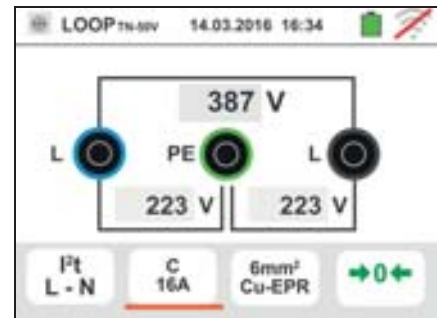 LOOP TN-50V 14.03.2016 16:34
387 V
L PE L
223 V 223 V
I²t
L - N
C
16A
6mm²
Cu-EPR
0